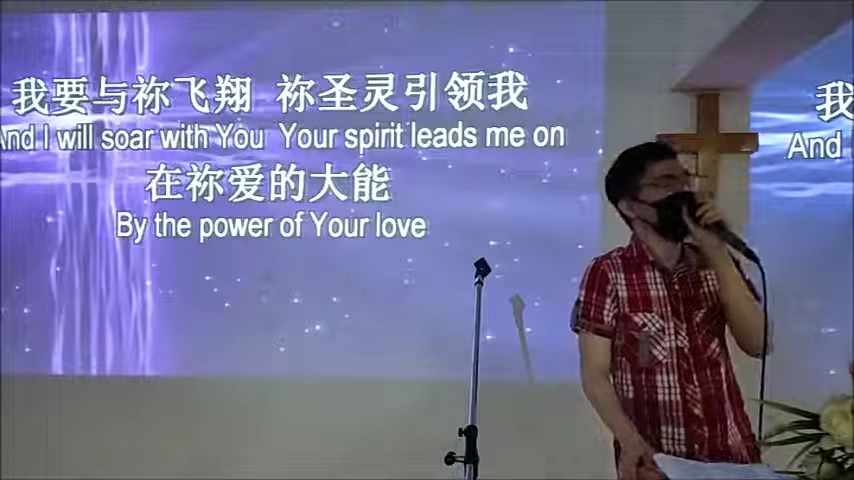 我要与祢飞翔 祢圣灵引领我
And I will soar with You Your spirit leads me on
在祢爱的大能
By the power of Your love
我
And I